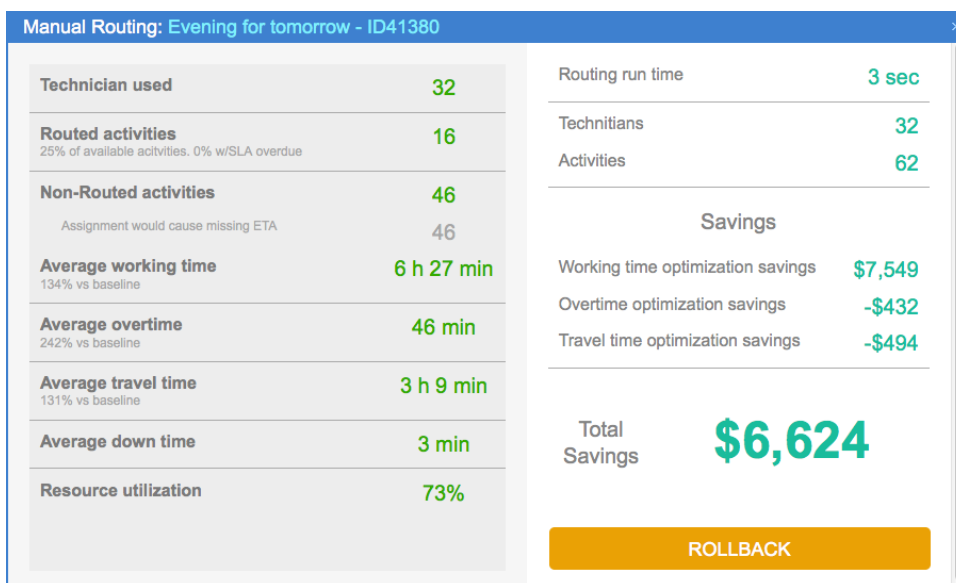 Manual Routing: Evening for tomorrow - ID41380
Technician used 32
Routed activities 16
25% of available acitvities. 0% w/SLA overdue
Non-Routed activities 46
Assignment would cause missing ETA 46
Average working time 6 h 27 min
134% vs baseline
Average overtime 46 min
242% vs baseline
Average travel time 3 h 9 min
131% vs baseline
Average down time 3 min
Resource utilization 73%
Routing run time 3 sec
Technitians 32
Activities 62
Savings
Working time optimization savings $7,549
Overtime optimization savings -$432
Travel time optimization savings -$494
Total
Savings
$6,624
ROLLBACK